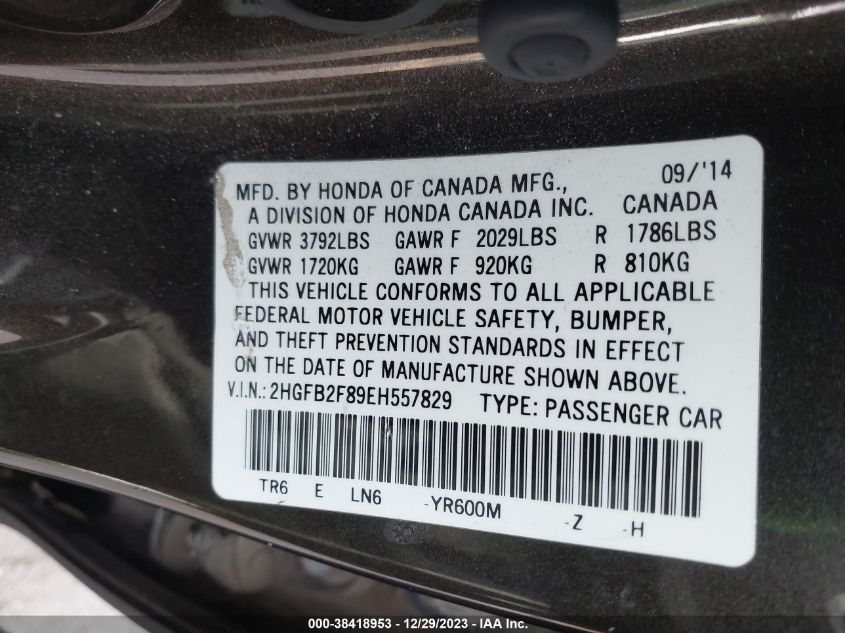 09/'14
MFD. BY HONDA OF CANADA MFG.,
A DIVISION OF HONDA CANADA INC. CANADA
GVWR 3792LBS GAWR F 2029LBS R 1786LBS
GVWR 1720KG GAWR F 920KG R 810KG
THIS VEHICLE CONFORMS TO ALL APPLICABLE
FEDERAL MOTOR VEHICLE SAFETY, BUMPER,
AND THEFT PREVENTION STANDARDS IN EFFECT
ON THE DATE OF MANUFACTURE SHOWN ABOVE.
V.I.N.: 2HGFB2F89EH557829 TYPE: PASSENGER CAR
TR6 E LN6 -YR600M -Z -H
000-38418953 - 12/29/2023 - IAA Inc.